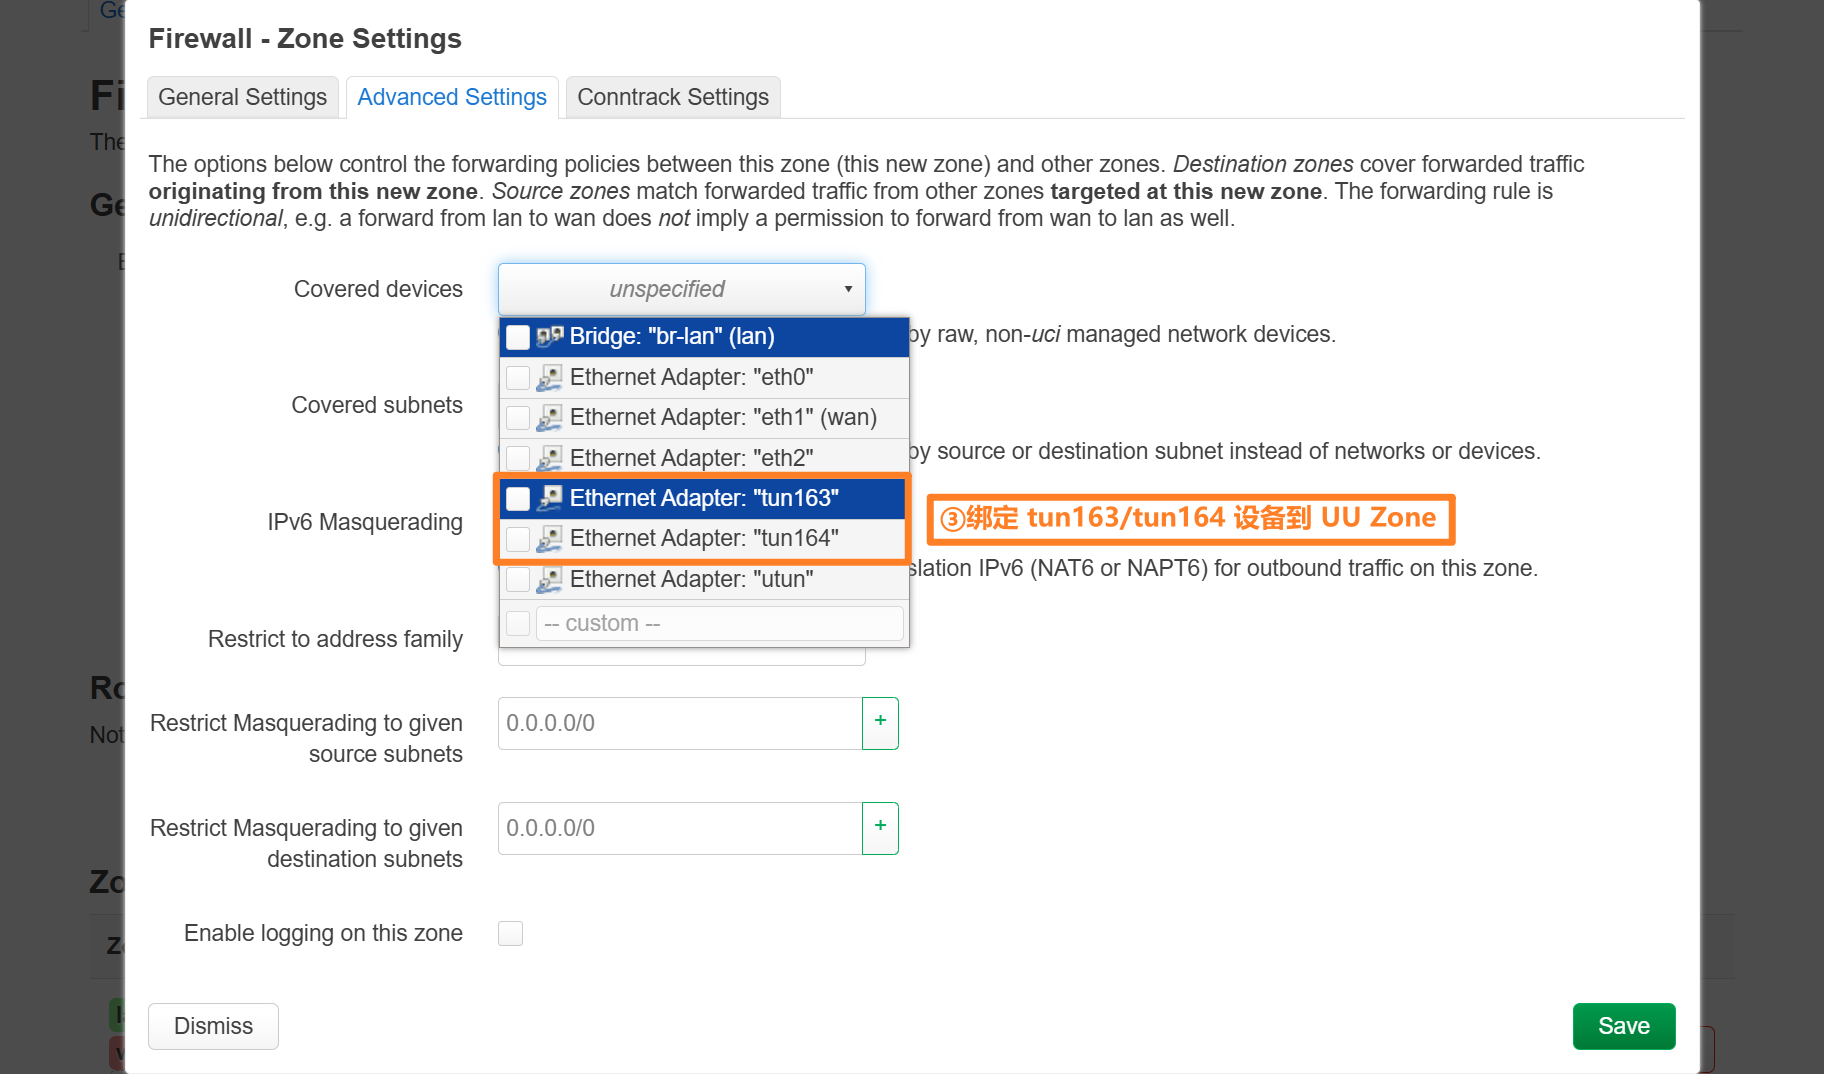 Firewall - Zone Settings
General Settings
Advanced Settings
Conntrack Settings
The options below control the forwarding policies between this zone (this new zone) and other zones. Destination zones cover forwarded traffic
originating from this new zone. Source zones match forwarded traffic from other zones targeted at this new zone. The forwarding rule is
unidirectional, e.g. a forward from lan to wan does not imply a permission to forward from wan to lan as well.
Covered devices
unspecified
Bridge: "br-lan" (lan)
by raw, non-uci managed network devices.
Ethernet Adapter: "eth0"
Covered subnets
Ethernet Adapter: "eth1" (wan)
Ethernet Adapter: "eth2"
by source or destination subnet instead of networks or devices.
Ethernet Adapter: "tun163"
IPv6 Masquerading
③绑定 tun163/tun164 设备到 UU Zone
Ethernet Adapter: "tun164"
slation IPv6 (NAT6 or NAPT6) for outbound traffic on this zone.
Ethernet Adapter: "utun"
-- custom --
Restrict to address family
Restrict Masquerading to given
source subnets
0.0.0.0/0
+
Restrict Masquerading to given
destination subnets
0.0.0.0/0
+
Enable logging on this zone
Dismiss
Save